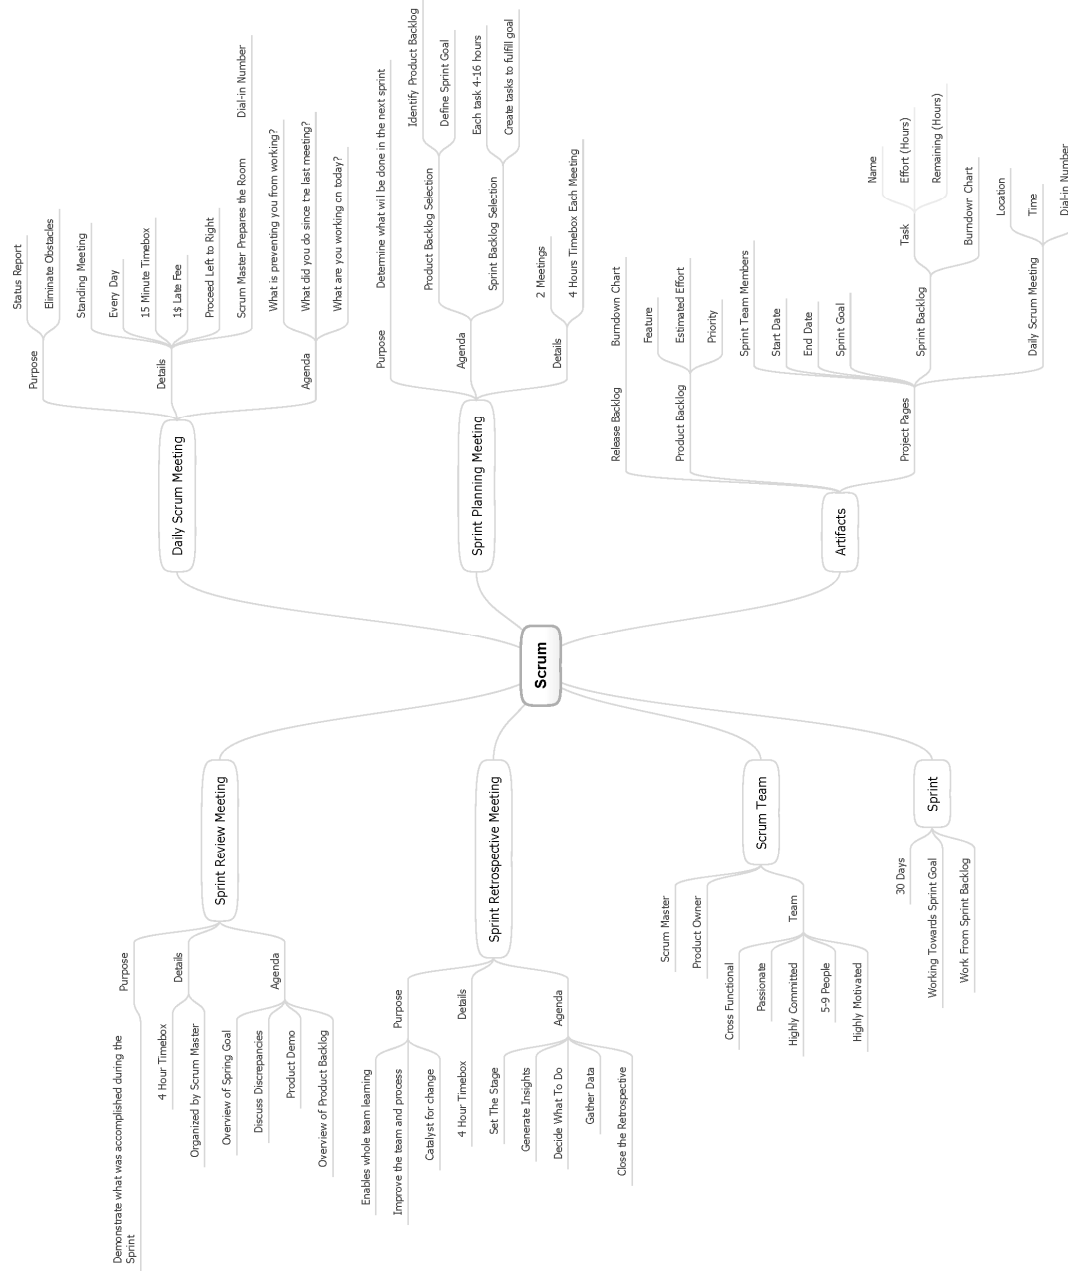 Scrum
Daily Scrum Meeting
Purpose
Status Report
Eliminate Obstacles
Details
Standing Meeting
Every Day
15 Minute Timebox
1$ Late Fee
Proceed Left to Right
Scrum Master Prepares the Room
Dial-in Number
Agenda
What is preventing you from working?
What did you do since the last meeting?
What are you working on today?
Sprint Planning Meeting
Purpose
Determine what will be done in the next sprint
Agenda
Product Backlog Selection
Identify Product Backlog
Define Sprint Goal
Sprint Backlog Selection
Each task 4-16 hours
Create tasks to fulfill goal
Details
2 Meetings
4 Hours Timebox Each Meeting
Artifacts
Release Backlog
Burndown Chart
Product Backlog
Feature
Estimated Effort
Priority
Project Pages
Sprint Team Members
Start Date
End Date
Sprint Goal
Sprint Backlog
Task
Name
Effort (Hours)
Remaining (Hours)
Burndown Chart
Daily Scrum Meeting
Location
Time
Dial-in Number
Sprint Review Meeting
Purpose
Demonstrate what was accomplished during the
Sprint
Details
4 Hour Timebox
Organized by Scrum Master
Agenda
Overview of Spring Goal
Discuss Discrepancies
Product Demo
Overview of Product Backlog
Sprint Retrospective Meeting
Purpose
Enables whole team learning
Improve the team and process
Catalyst for change
Details
4 Hour Timebox
Agenda
Set The Stage
Generate Insights
Decide What To Do
Gather Data
Close the Retrospective
Scrum Team
Scrum Master
Product Owner
Team
Cross Functional
Passionate
Highly Committed
5-9 People
Highly Motivated
Sprint
30 Days
Working Towards Sprint Goal
Work From Sprint Backlog